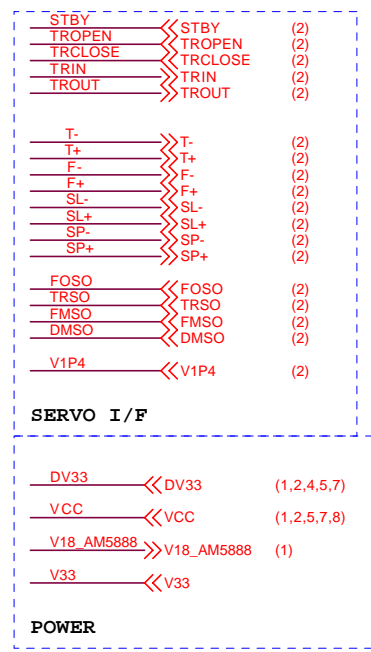 STBY STBY (2)
TROPEN TROPEN (2)
TRCLOSE TRCLOSE (2)
TRIN TRIN (2)
TROUT TROUT (2)
T- T- (2)
T+ T+ (2)
F- F- (2)
F+ F+ (2)
SL- SL- (2)
SL+ SL+ (2)
SP- SP- (2)
SP+ SP+ (2)
FOSO FOSO (2)
TRSO TRSO (2)
FMSO FMSO (2)
DMSO DMSO (2)
V1P4 V1P4 (2)
SERVO I/F
DV33 DV33 (1,2,4,5,7)
VCC VCC (1,2,5,7,8)
V18_AM5888 V18_AM5888 (1)
V33 V33
POWER